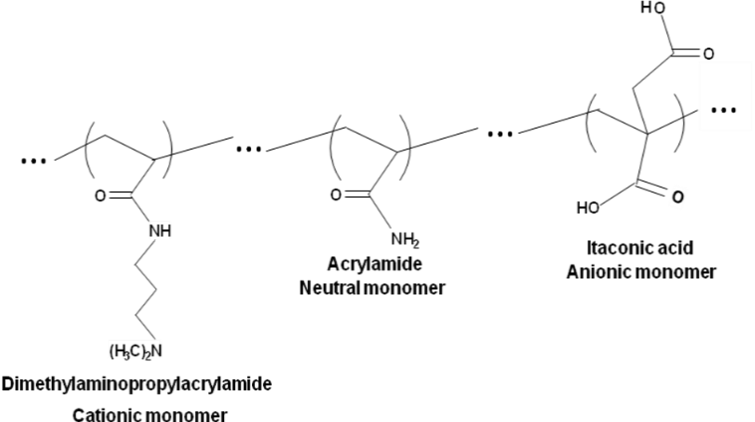 HO
O
...
...
...
...
O
NH
O
NH₂
HO
O
Acrylamide
Neutral monomer
Itaconic acid
Anionic monomer
(H₃C)₂N
Dimethylaminopropylacrylamide
Cationic monomer